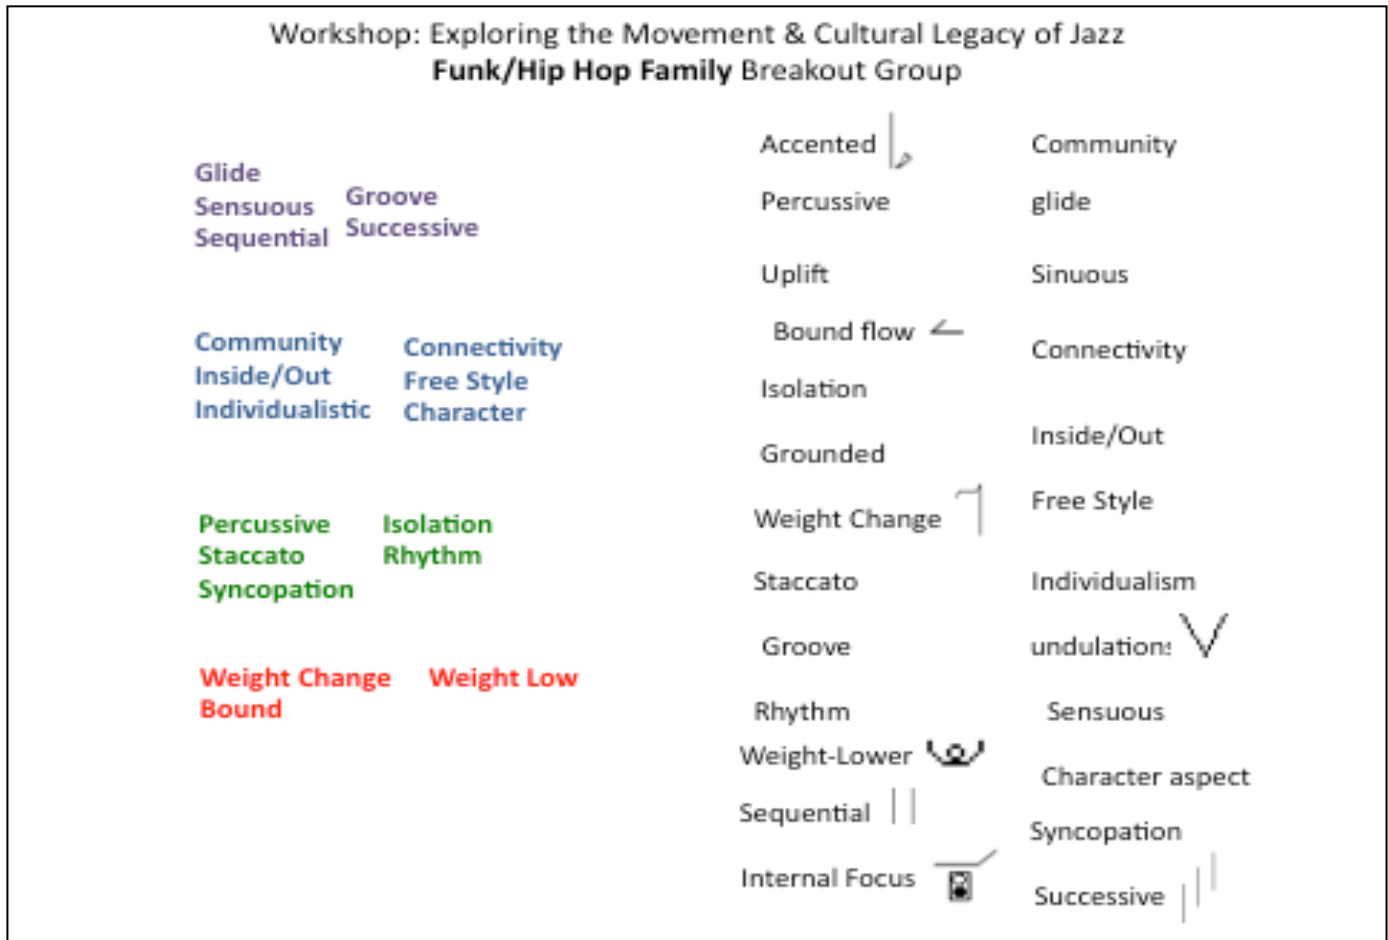 Workshop: Exploring the Movement & Cultural Legacy of Jazz
Funk/Hip Hop Family Breakout Group
Glide
Sensuous
Sequential
Groove
Successive
Community
Inside/Out
Individualistic
Connectivity
Free Style
Character
Percussive
Staccato
Syncopation
Isolation
Rhythm
Weight Change
Bound
Weight Low
Accented
Percussive
Uplift
Bound flow
Isolation
Grounded
Weight Change
Staccato
Groove
Rhythm
Weight-Lower
Sequential
Internal Focus
Community
glide
Sinuous
Connectivity
Inside/Out
Free Style
Individualism
undulations
Sensuous
Character aspect
Syncopation
Successive